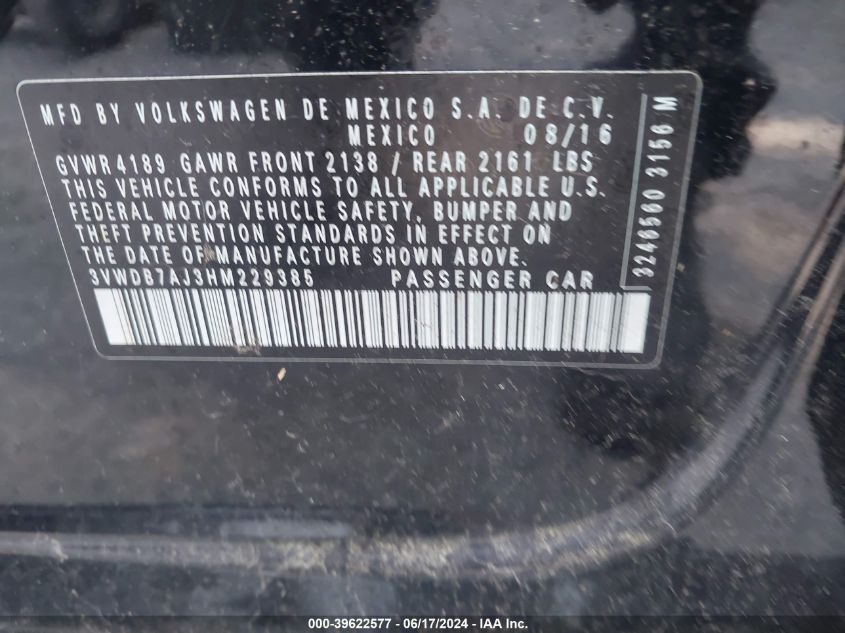 MFD BY VOLKSWAGEN DE MEXICO S.A. DE C.V.
MEXICO 08/16
GVWR 4189 GAWR FRONT 2138 / REAR 2161 LBS
THIS VEHICLE CONFORMS TO ALL APPLICABLE U.S.
FEDERAL MOTOR VEHICLE SAFETY, BUMPER AND
THEFT PREVENTION STANDARDS IN EFFECT ON
THE DATE OF MANUFACTURE SHOWN ABOVE.
3VWDB7AJ3HM229386 PASSENGER CAR
3246560 3156 M
000-39622577 - 06/17/2024 - IAA Inc.